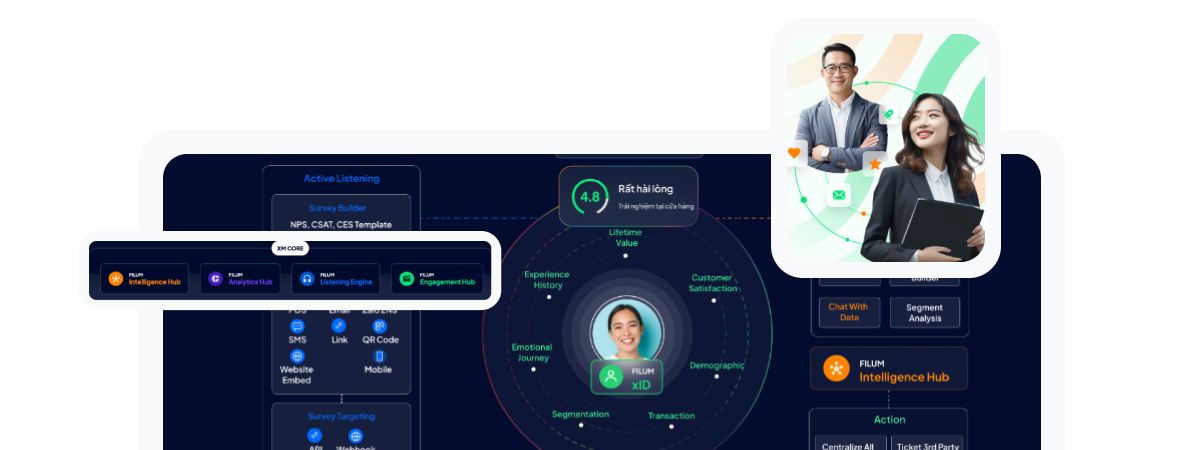 Active Listening
Survey Builder
NPS, CSAT, CES Template
XM CORE
FILUM
Intelligence Hub
FILUM
Analytics Hub
FILUM
Listening Engine
FILUM
Engagement Hub
POS
Email
Zalo ZNS
SMS
Link
QR Code
Website
Embed
Mobile
Survey Targeting
API
Webhook
4.8
Rất hài lòng
Trải nghiệm tại cửa hàng
Lifetime
Value
Experience
History
Customer
Satisfaction
Emotional
Journey
Demographic
FILUM
xID
Segmentation
Transaction
Builder
Chat With
Data
Segment
Analysis
FILUM
Intelligence Hub
Action
Centralize All
Ticket 3rd Party